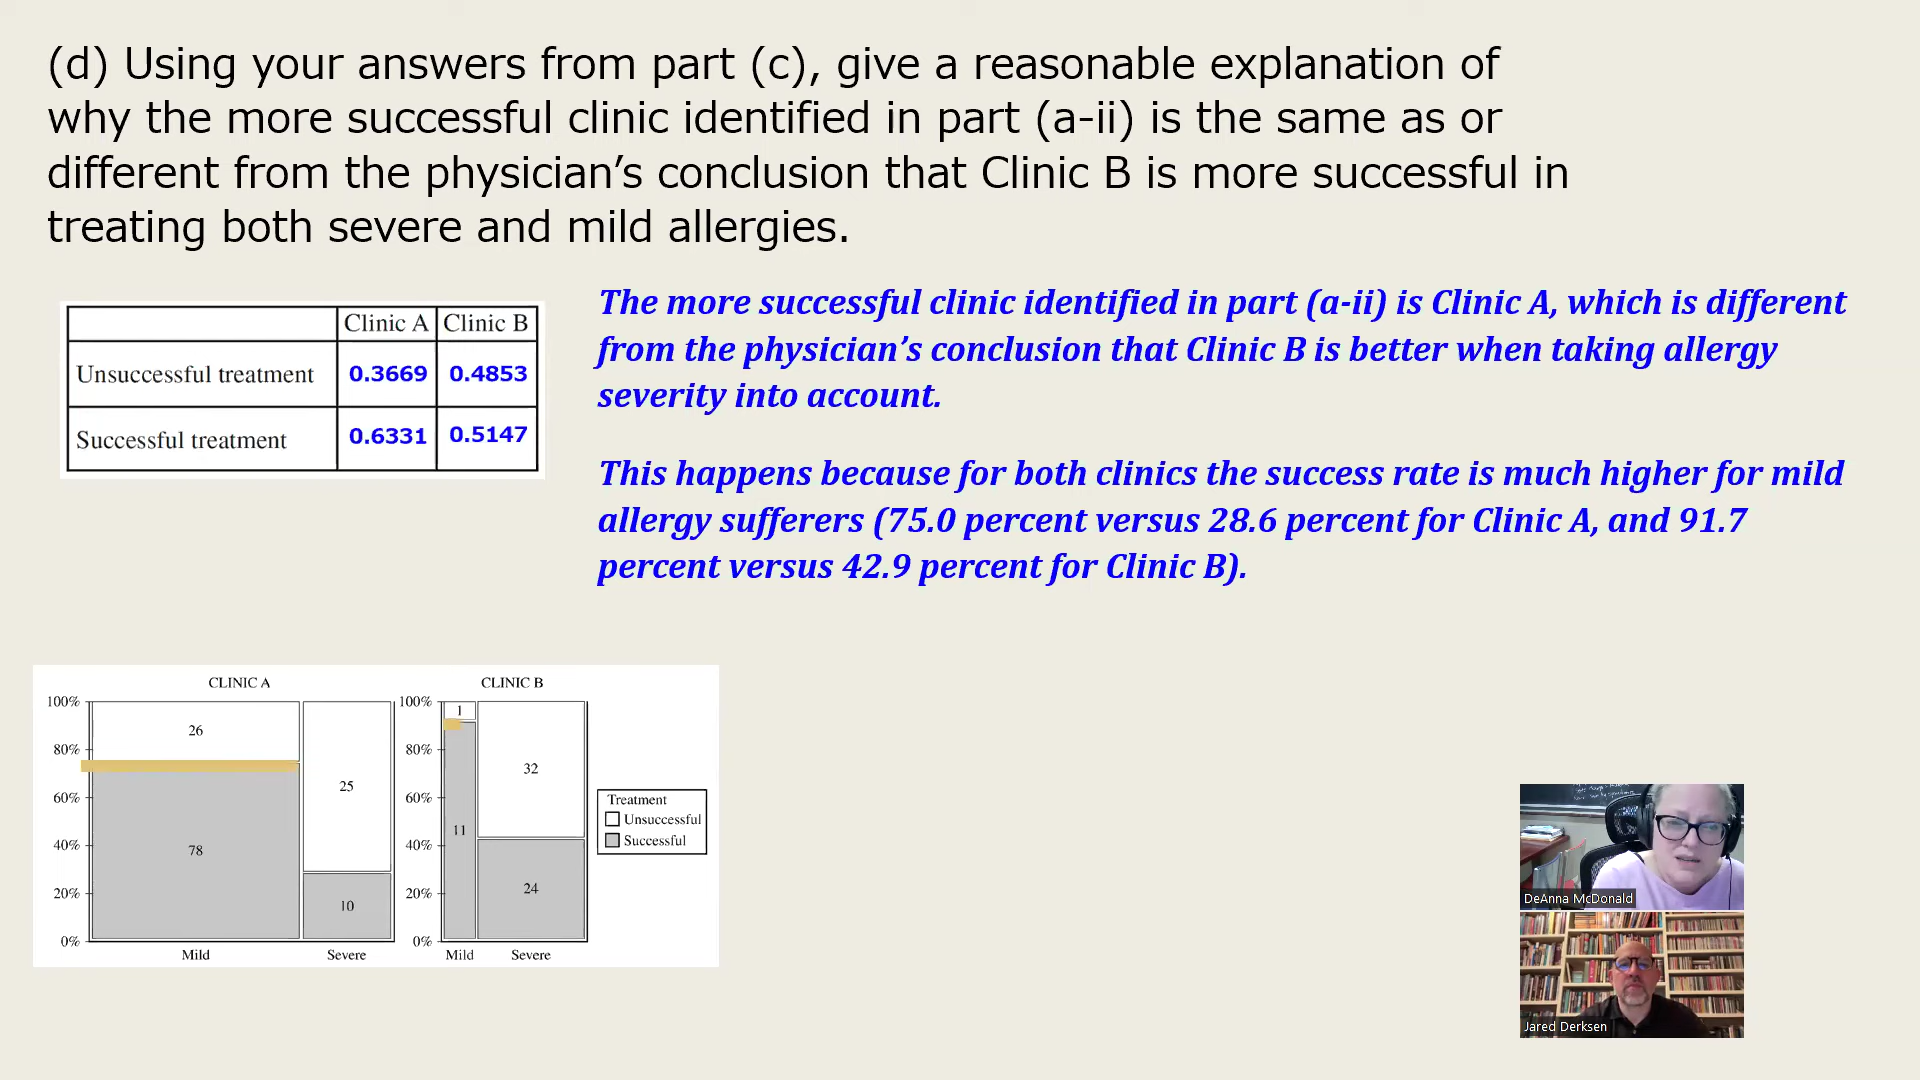 (d) Using your answers from part (c), give a reasonable explanation of
why the more successful clinic identified in part (a-ii) is the same as or
different from the physician’s conclusion that Clinic B is more successful in
treating both severe and mild allergies.
Clinic A Clinic B
Unsuccessful treatment 0.3669 0.4853
Successful treatment 0.6331 0.5147
The more successful clinic identified in part (a-ii) is Clinic A, which is different
from the physician’s conclusion that Clinic B is better when taking allergy
severity into account.
This happens because for both clinics the success rate is much higher for mild
allergy sufferers (75.0 percent versus 28.6 percent for Clinic A, and 91.7
percent versus 42.9 percent for Clinic B).
CLINIC A
100%
80%
60%
40%
20%
0%
26
78
25
10
Mild
Severe
CLINIC B
100%
80%
60%
40%
20%
0%
1
11
32
24
Mild
Severe
Treatment
Unsuccessful
Successful
DeAnna McDonald
Jared Derksen